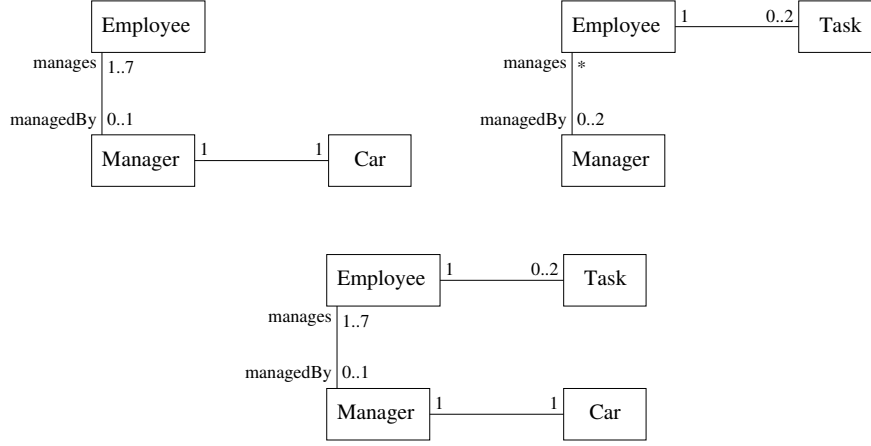 Employee
manages
1..7
managedBy
0..1
Manager
1
1
Car
Employee
1
0..2
Task
manages
*
managedBy
0..2
Manager
Employee
1
0..2
Task
manages
1..7
managedBy
0..1
Manager
1
1
Car